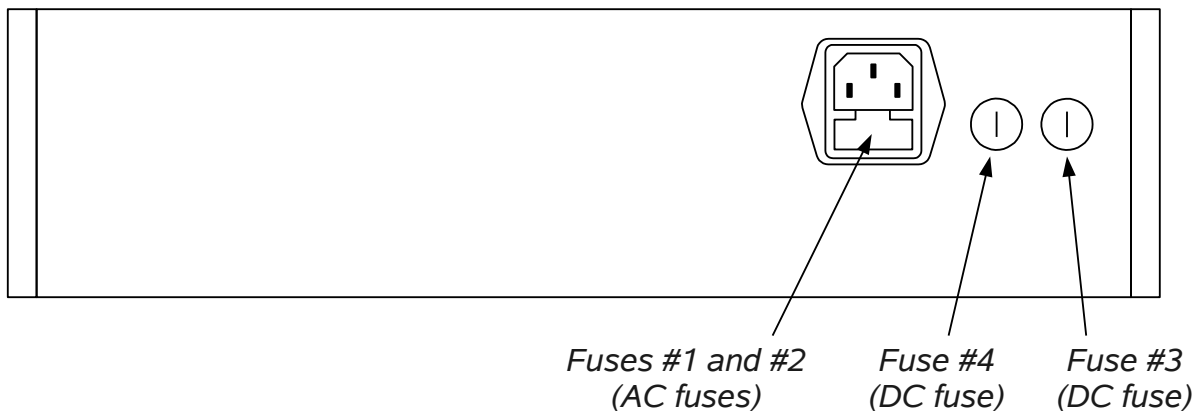 Fuses #1 and #2
(AC fuses)
Fuse #4
(DC fuse)
Fuse #3
(DC fuse)